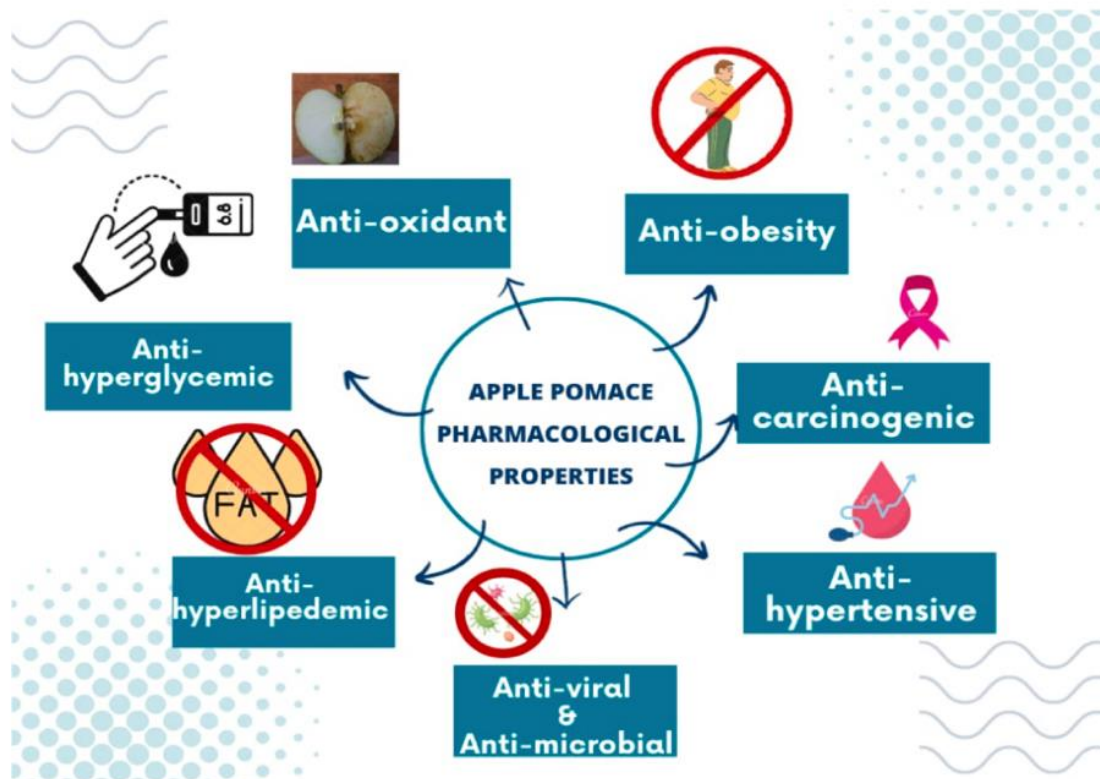 Anti-oxidant
Anti-obesity
6.8
Anti-
hyperglycemic
APPLE POMACE
PHARMACOLOGICAL
PROPERTIES
Anti-
carcinogenic
FAT
Anti-
hyperlipedemic
Anti-
hypertensive
Anti-viral
&
Anti-microbial